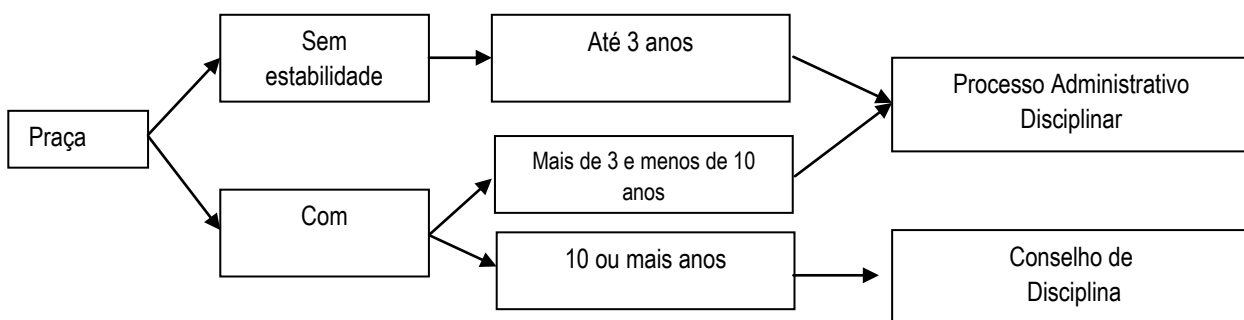 Praça
Sem
estabilidade
Com
Até 3 anos
Mais de 3 e menos de 10
anos
10 ou mais anos
Processo Administrativo
Disciplinar
Conselho de
Disciplina